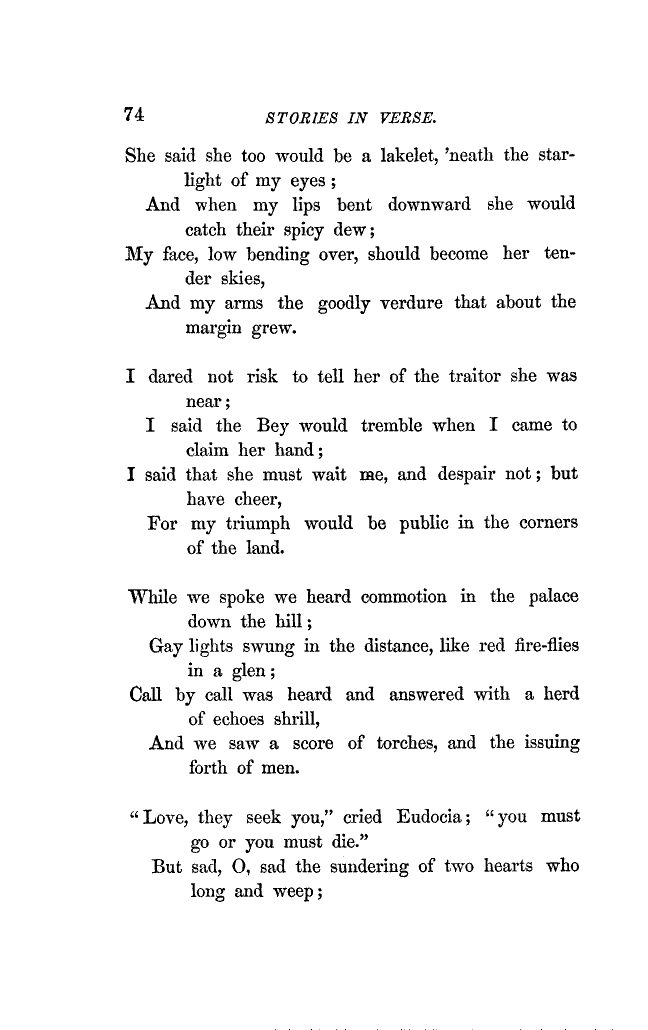 74 STORIES IN VERSE.
She said she too would be a lakelet, 'neath the star-
light of my eyes;
And when my lips bent downward she would
catch their spicy dew;
My face, low bending over, should become her ten-
der skies,
And my arms the goodly verdure that about the
margin grew.
I dared not risk to tell her of the traitor she was
near;
I said the Bey would tremble when I came to
claim her hand;
I said that she must wait me, and despair not; but
have cheer,
For my triumph would be public in the corners
of the land.
While we spoke we heard commotion in the palace
down the hill;
Gay lights swung in the distance, like red fire-flies
in a glen;
Call by call was heard and answered with a herd
of echoes shrill,
And we saw a score of torches, and the issuing
forth of men.
"Love, they seek you," cried Eudocia; "you must
go or you must die."
But sad, O, sad the sundering of two hearts who
long and weep;